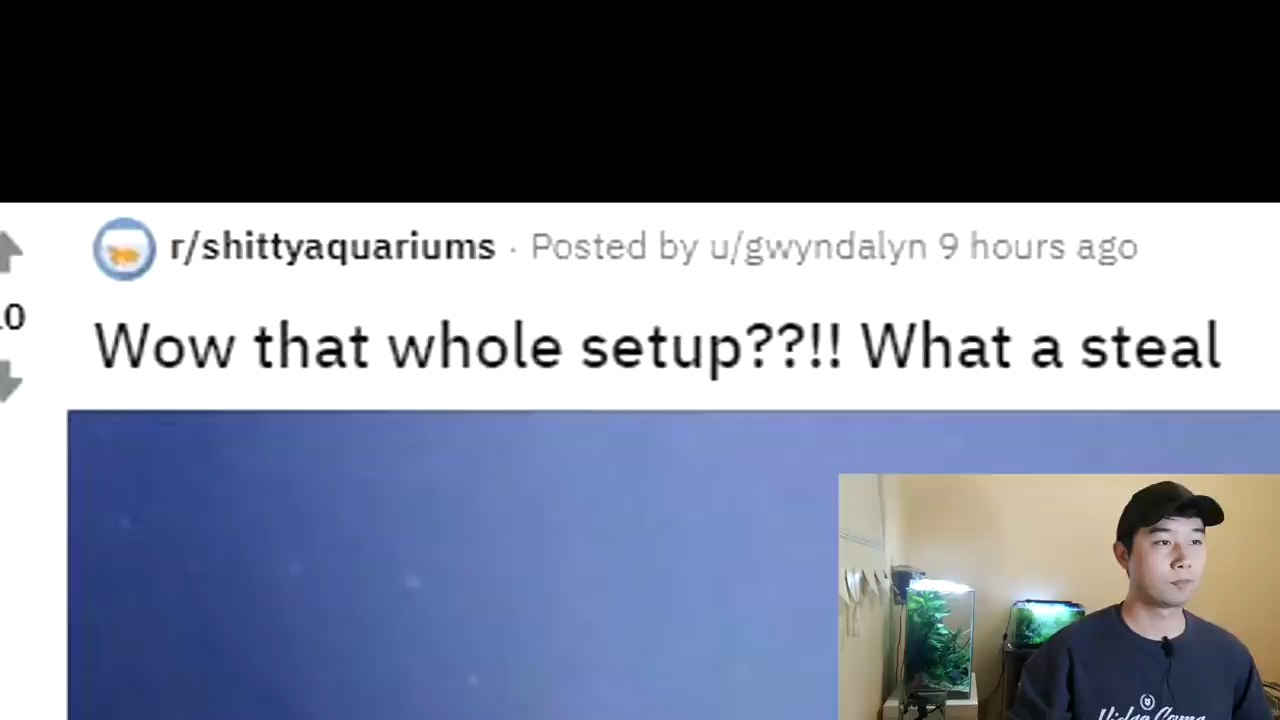 r/shittyaquariums · Posted by u/gwyndalyn 9 hours ago
Wow that whole setup??!! What a steal